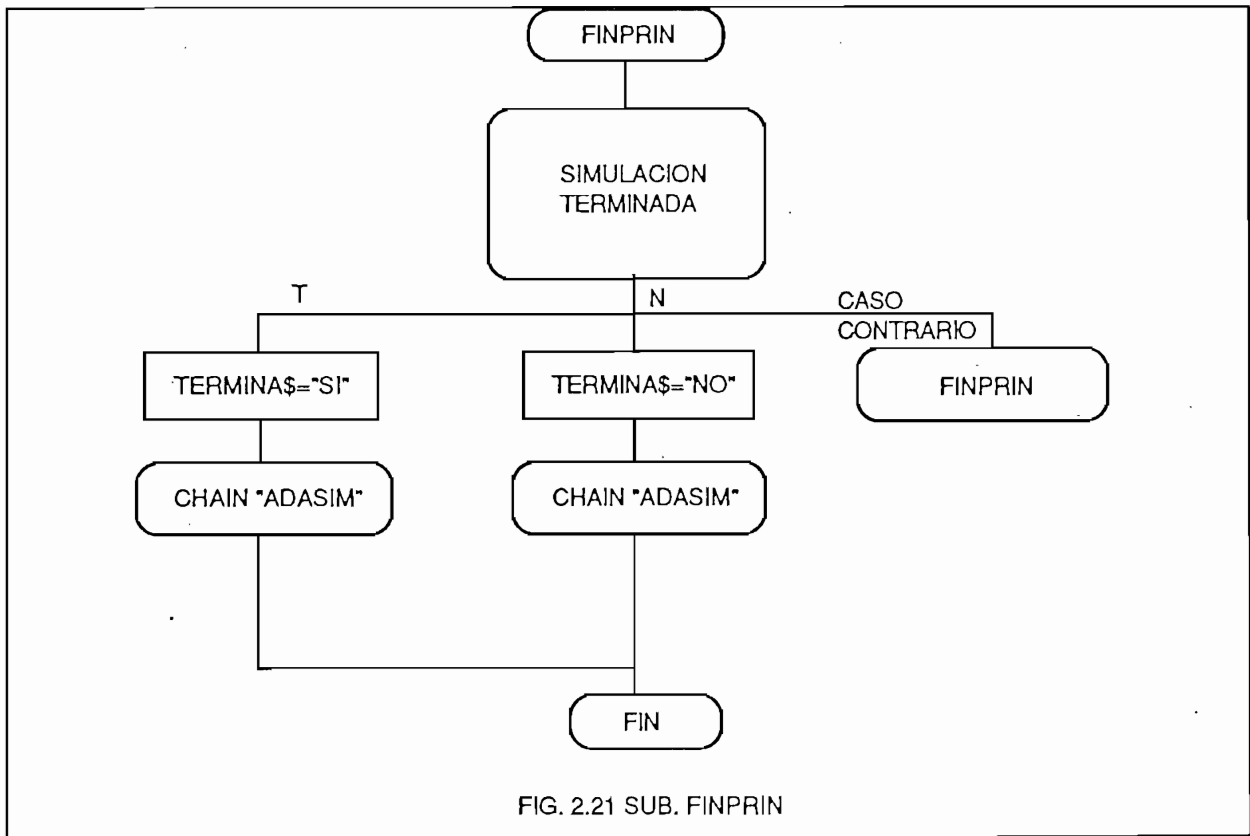 FINPRIN
SIMULACION
TERMINADA
T
N
CASO
CONTRARIO
TERMINA$="SI"
TERMINA$="NO"
FINPRIN
CHAIN "ADASIM"
CHAIN "ADASIM"
FIN
FIG. 2.21 SUB. FINPRIN